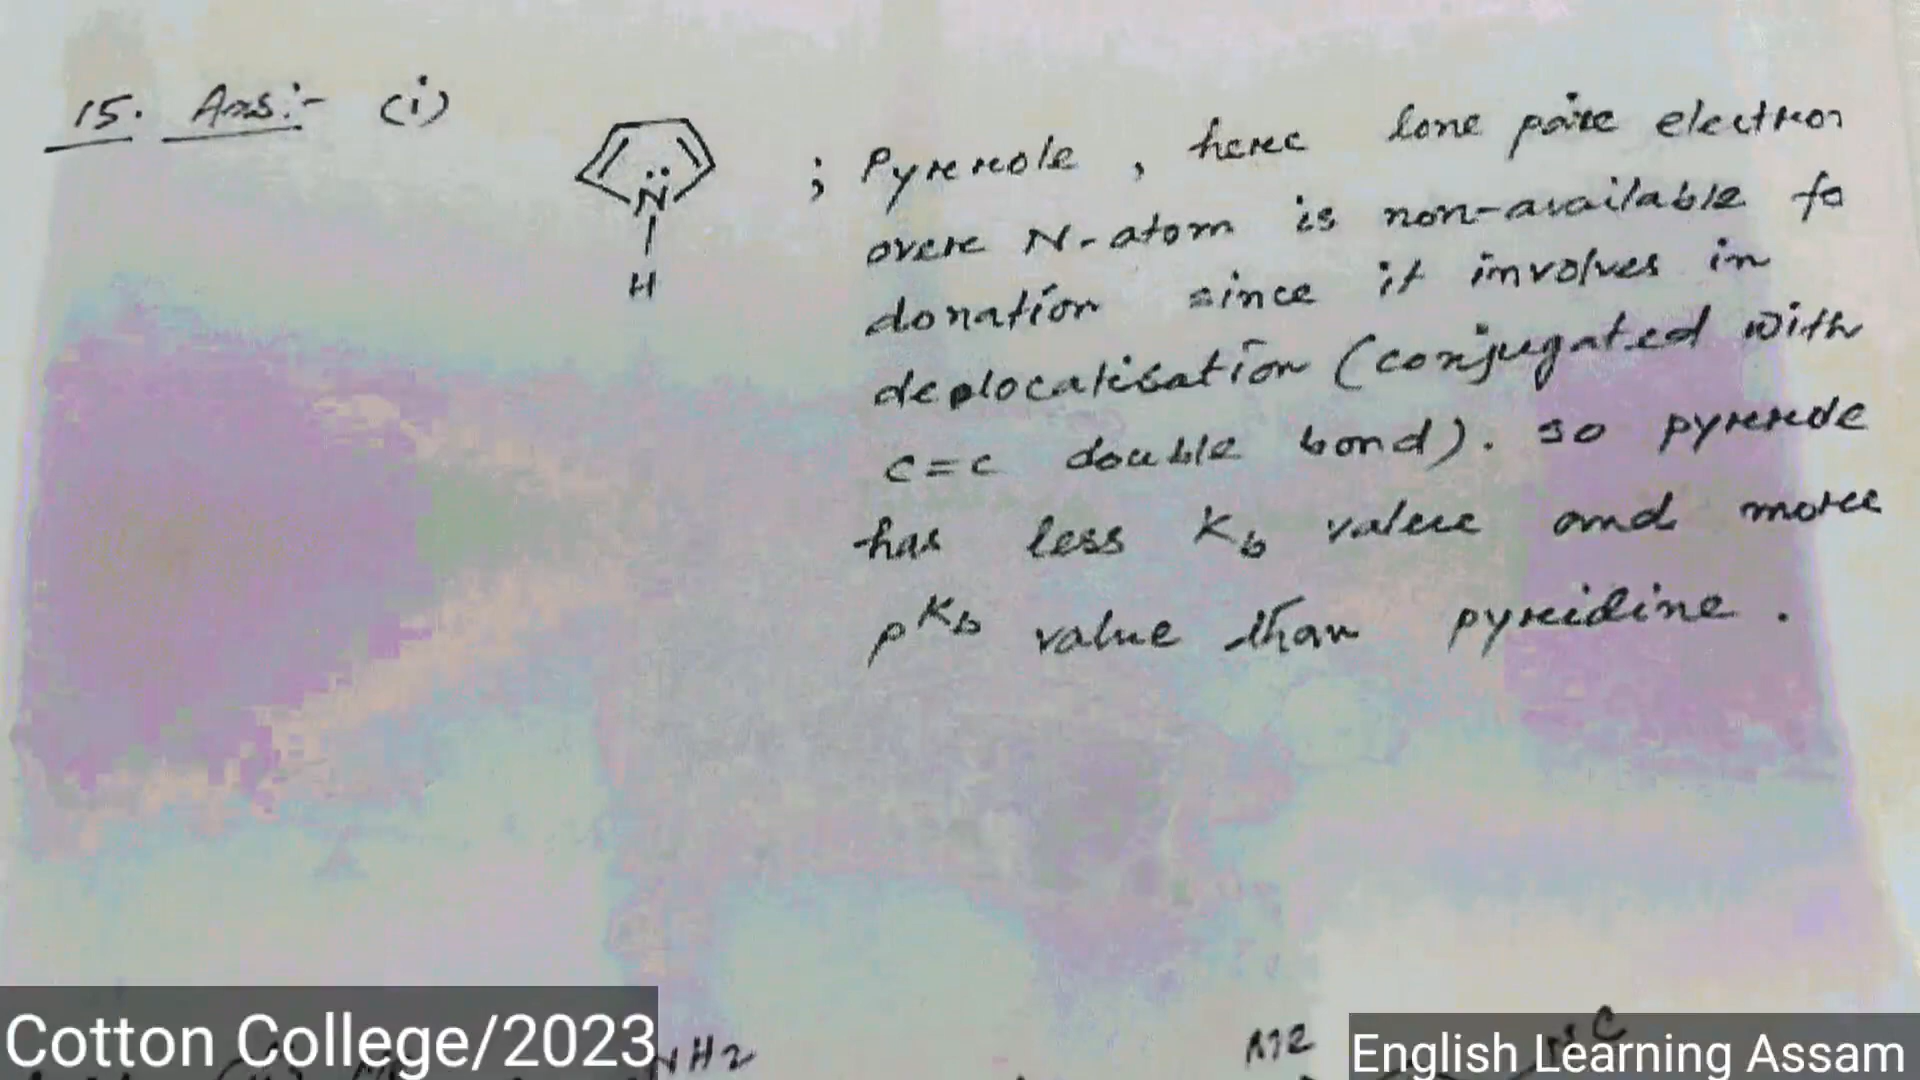 15. Ans:- (i)
N
H
; Pyrrole, here lone pair electron
over N-atom is non-available fo
donation since it involves in
deplocalisation (conjugated with
C=C double bond). So pyrrole
has less Kb value and more
pKb value than pyridine.
NH2
C
Cotton College/2023
English Learning Assam